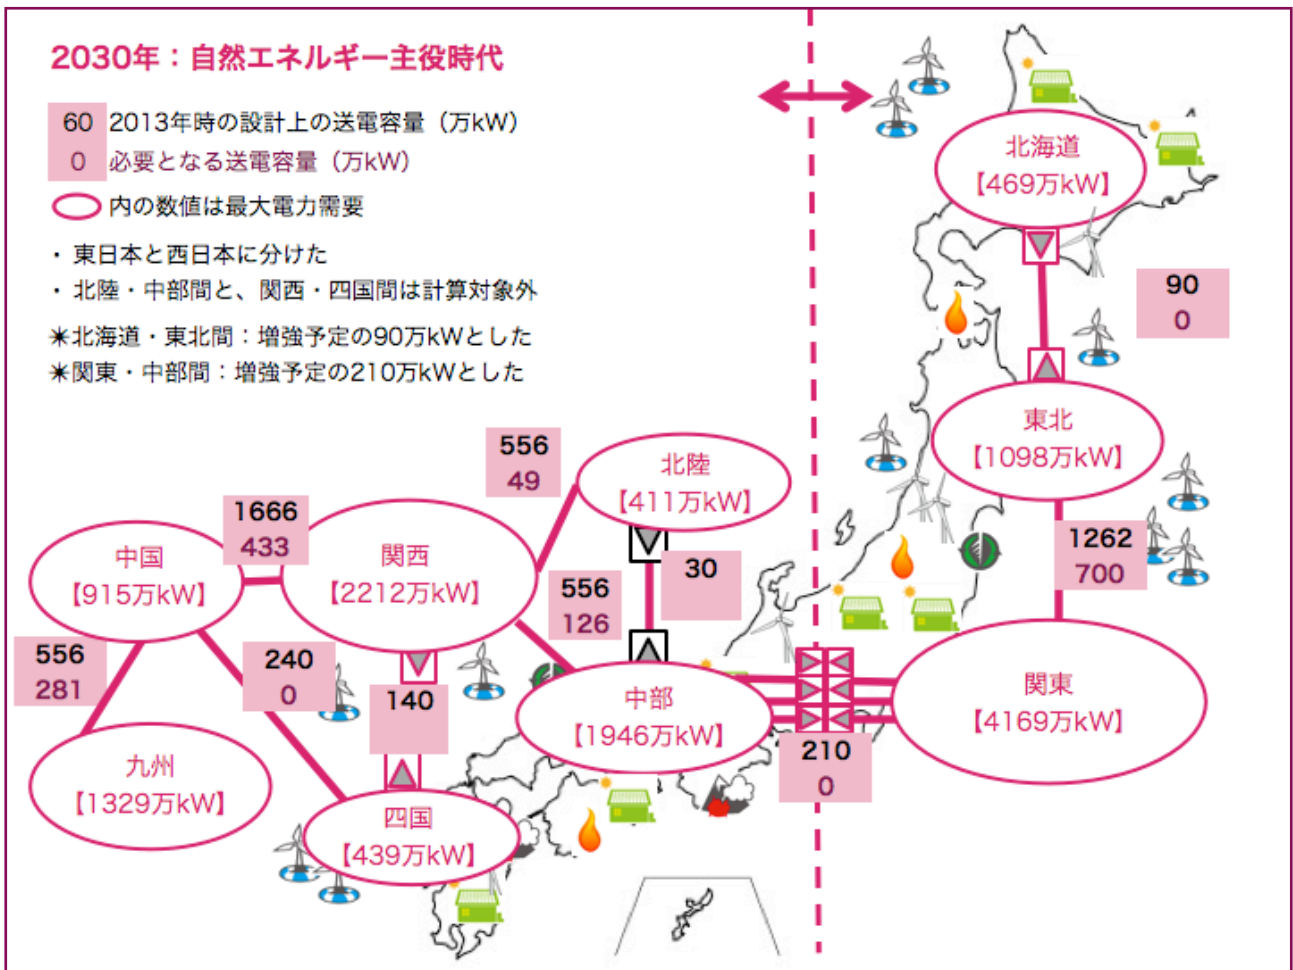 2030年：自然エネルギー主役時代
60 2013年時の設計上の送電容量（万kW）
0 必要となる送電容量（万kW）
内の数値は最大電力需要
・ 東日本と西日本に分けた
・ 北陸・中部間と、関西・四国間は計算対象外
✴北海道・東北間：増強予定の90万kWとした
✴関東・中部間：増強予定の210万kWとした
北海道
【469万kW】
90
0
東北
【1098万kW】
1262
700
関東
【4169万kW】
210
0
北陸
【411万kW】
556
49
30
556
126
中部
【1946万kW】
関西
【2212万kW】
1666
433
中国
【915万kW】
556
281
240
0
140
九州
【1329万kW】
四国
【439万kW】